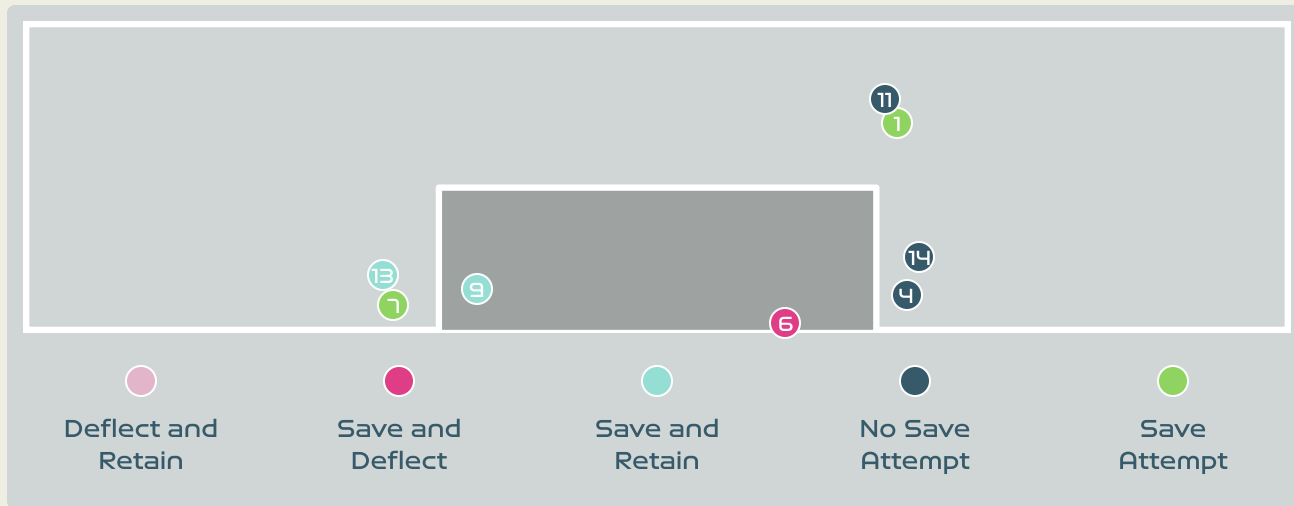 11
1
14
13
9
4
7
6
Deflect and
Retain
Save and
Deflect
Save and
Retain
No Save
Attempt
Save
Attempt